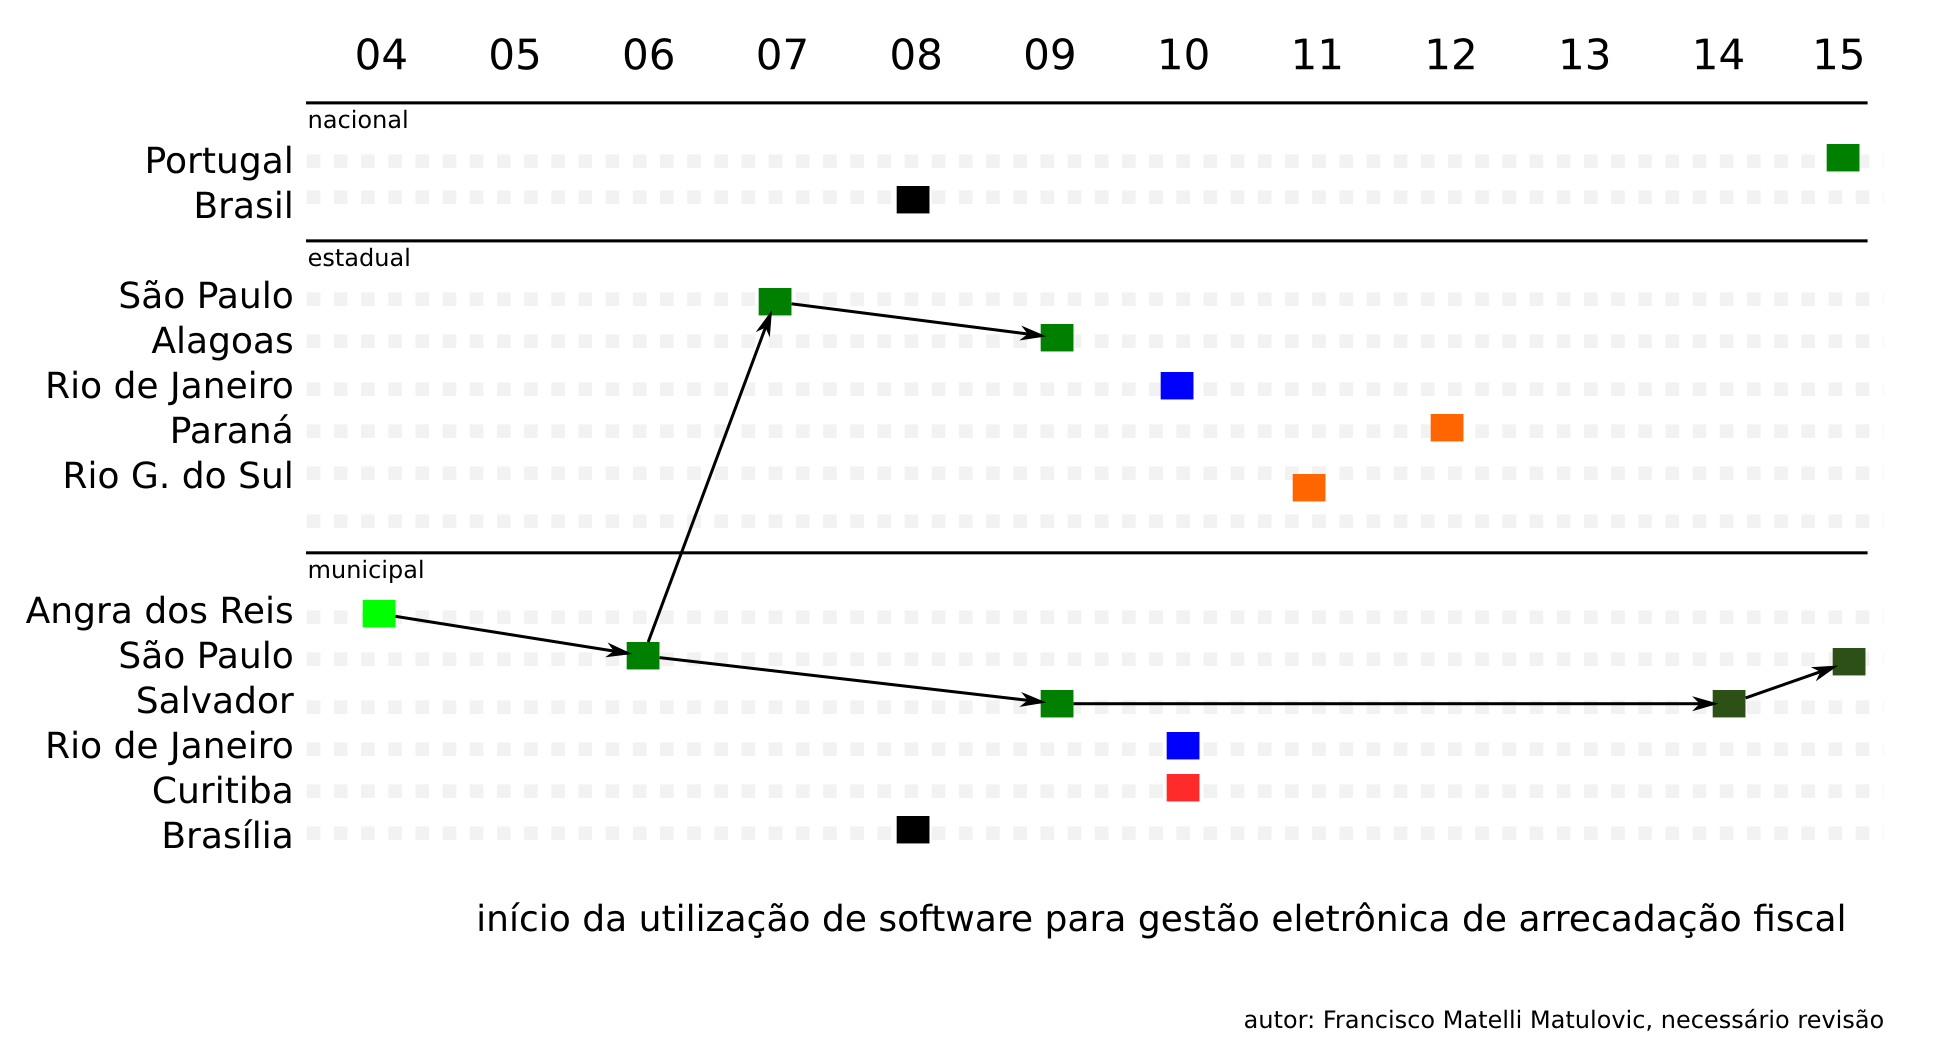 04 05 06 07 08 09 10 11 12 13 14 15
nacional
Portugal
Brasil
estadual
São Paulo
Alagoas
Rio de Janeiro
Paraná
Rio G. do Sul
municipal
Angra dos Reis
São Paulo
Salvador
Rio de Janeiro
Curitiba
Brasília
início da utilização de software para gestão eletrônica de arrecadação fiscal
autor: Francisco Matelli Matulovic, necessário revisão